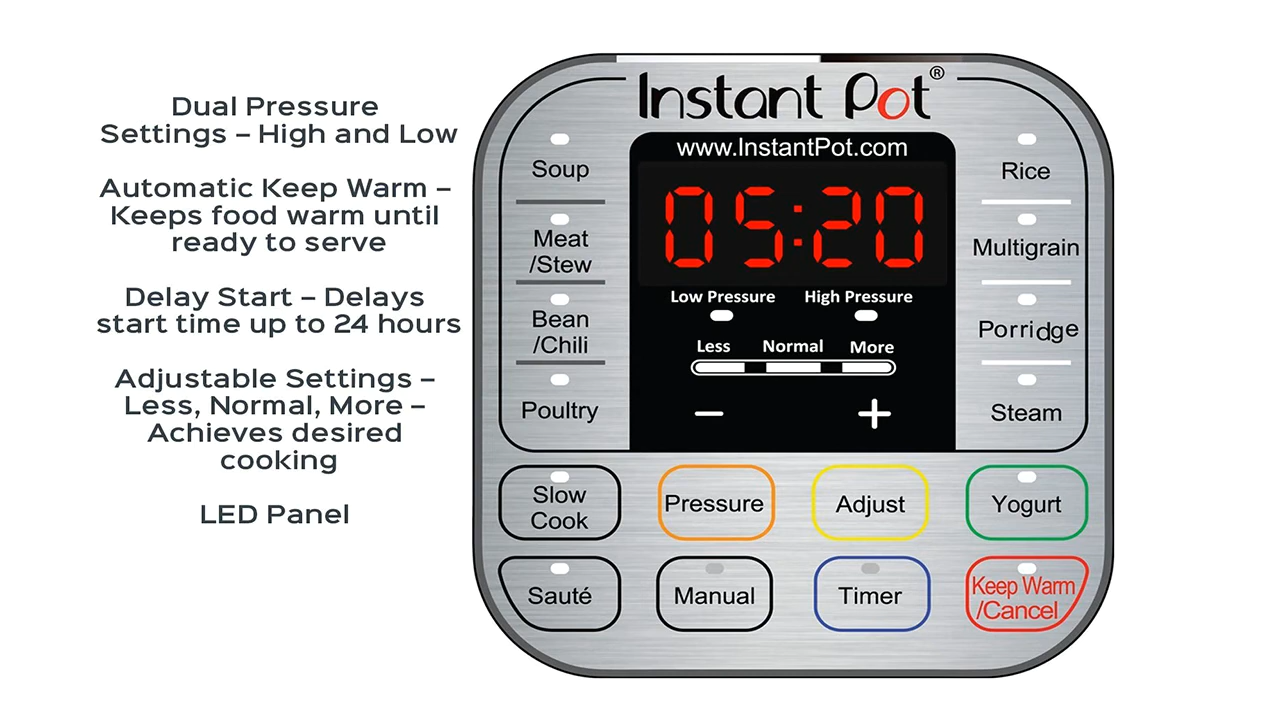 Dual Pressure
Settings – High and Low
Automatic Keep Warm –
Keeps food warm until
ready to serve
Delay Start – Delays
start time up to 24 hours
Adjustable Settings –
Less, Normal, More –
Achieves desired
cooking
LED Panel
Instant Pot®
www.InstantPot.com
05:20
Low Pressure High Pressure
Less Normal More
− +
Soup
Meat
/Stew
Bean
/Chili
Poultry
Rice
Multigrain
Porridge
Steam
Slow
Cook
Pressure
Adjust
Yogurt
Sauté
Manual
Timer
Keep Warm
/Cancel